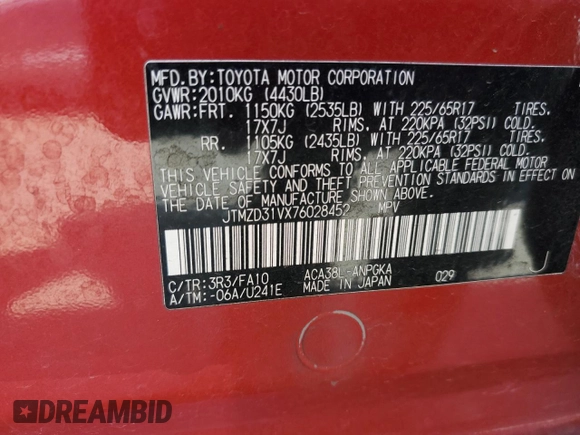 MFD.BY:TOYOTA MOTOR CORPORATION
GVWR:2010KG (4430LB)
GAWR:FRT. 1150KG (2535LB) WITH 225/65R17 TIRES.
17X7J RIMS, AT 220KPA (32PSI) COLD.
RR. 1105KG (2435LB) WITH 225/65R17 TIRES.
17X7J RIMS, AT 220KPA (32PSI) COLD.
THIS VEHICLE CONFORMS TO ALL APPLICABLE FEDERAL MOTOR
VEHICLE SAFETY AND THEFT PREVENTION STANDARDS IN EFFECT ON
THE DATE OF MANUFACTURE SHOWN ABOVE.
JTMZD31VX76028452 MPV
C/TR:3R3/FA10 ACA38L-ANPGKA 029 J
A/TM:-06A/U241E MADE IN JAPAN
DREAMBID